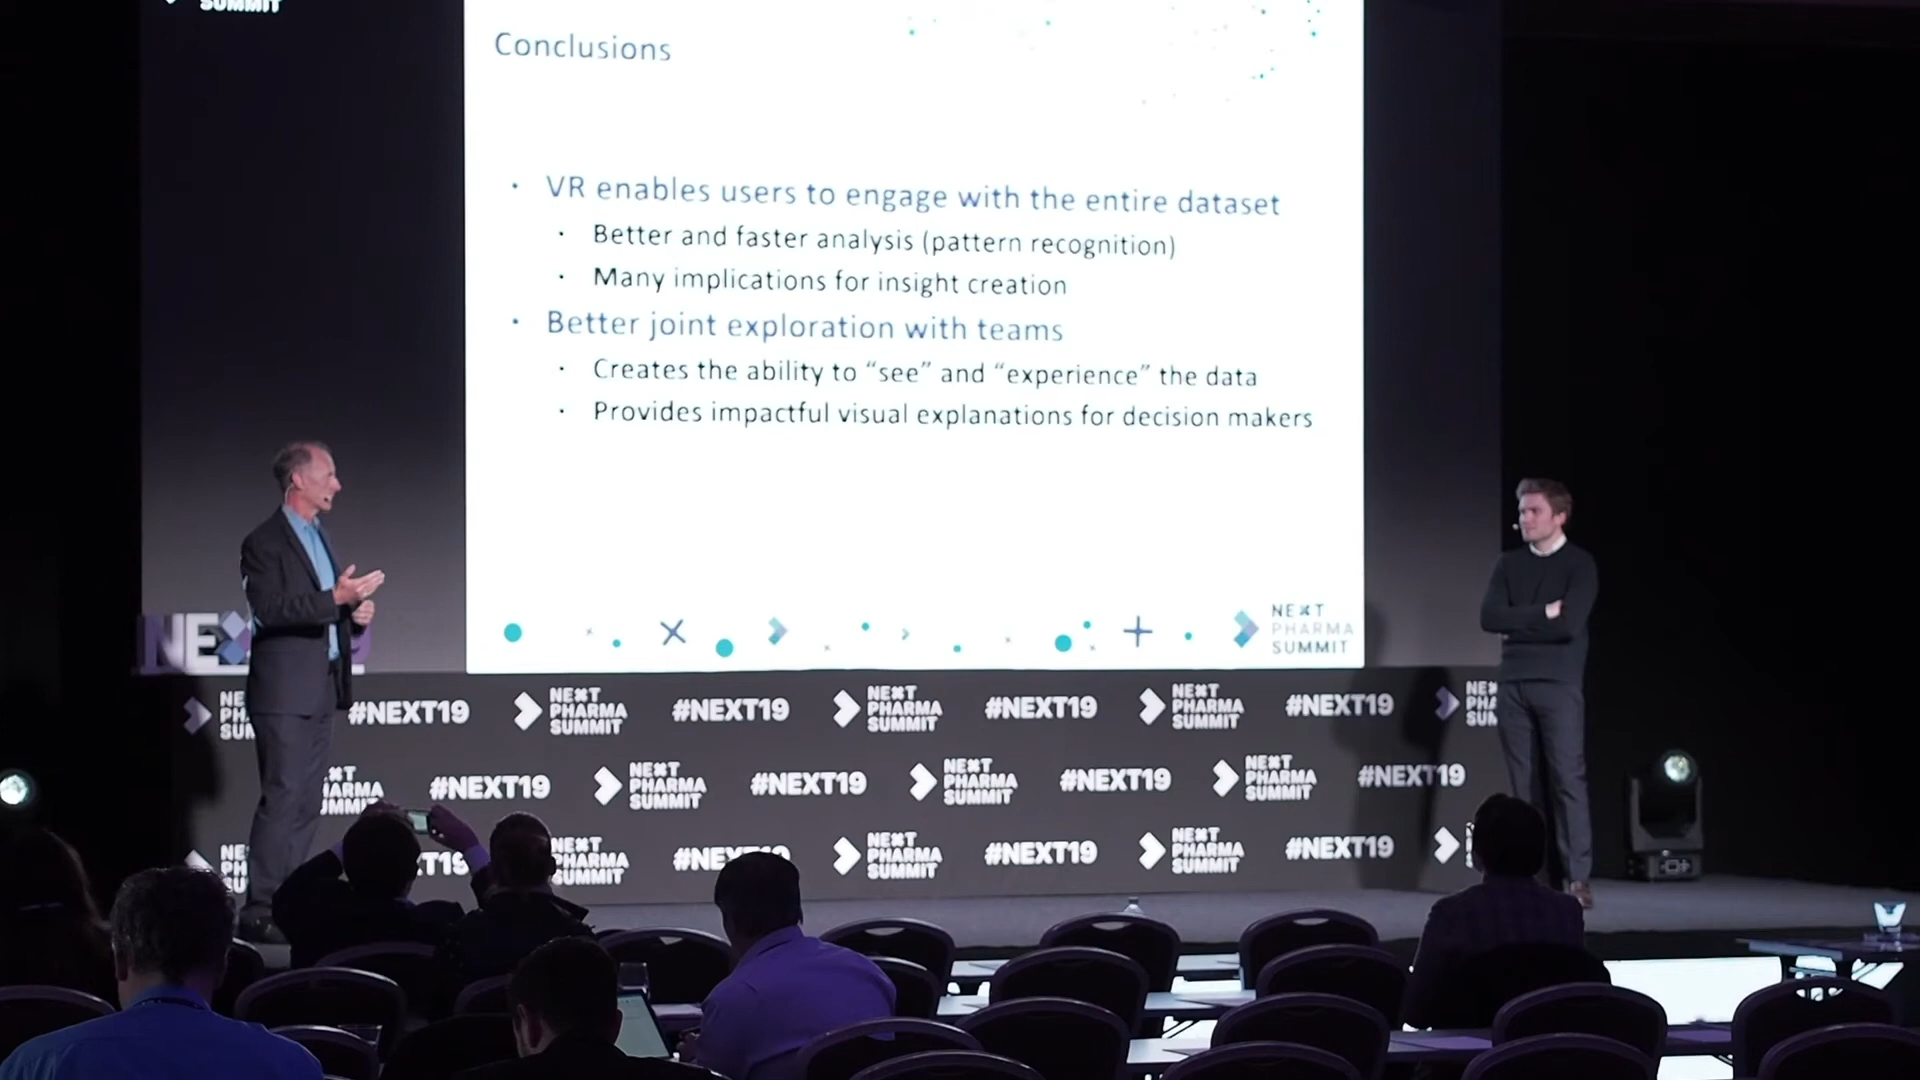 SUMMIT
Conclusions
· VR enables users to engage with the entire dataset
· Better and faster analysis (pattern recognition)
· Many implications for insight creation
· Better joint exploration with teams
· Creates the ability to “see” and “experience” the data
· Provides impactful visual explanations for decision makers
NEXT
PHARMA
SUMMIT
#NEXT19
NEXT
PHARMA
SUMMIT
#NEXT19
NEXT
PHARMA
SUMMIT
#NEXT19
NEXT
PHARMA
SUMMIT
#NEXT19
#NEXT19
NEXT
PHARMA
SUMMIT
#NEXT19
NEXT
PHARMA
SUMMIT
#NEXT19
NEXT
PHARMA
SUMMIT
#NEXT19
NEXT
PHARMA
SUMMIT
NEXT
PHARMA
SUMMIT
#NEXT19
NEXT
PHARMA
SUMMIT
#NEXT19